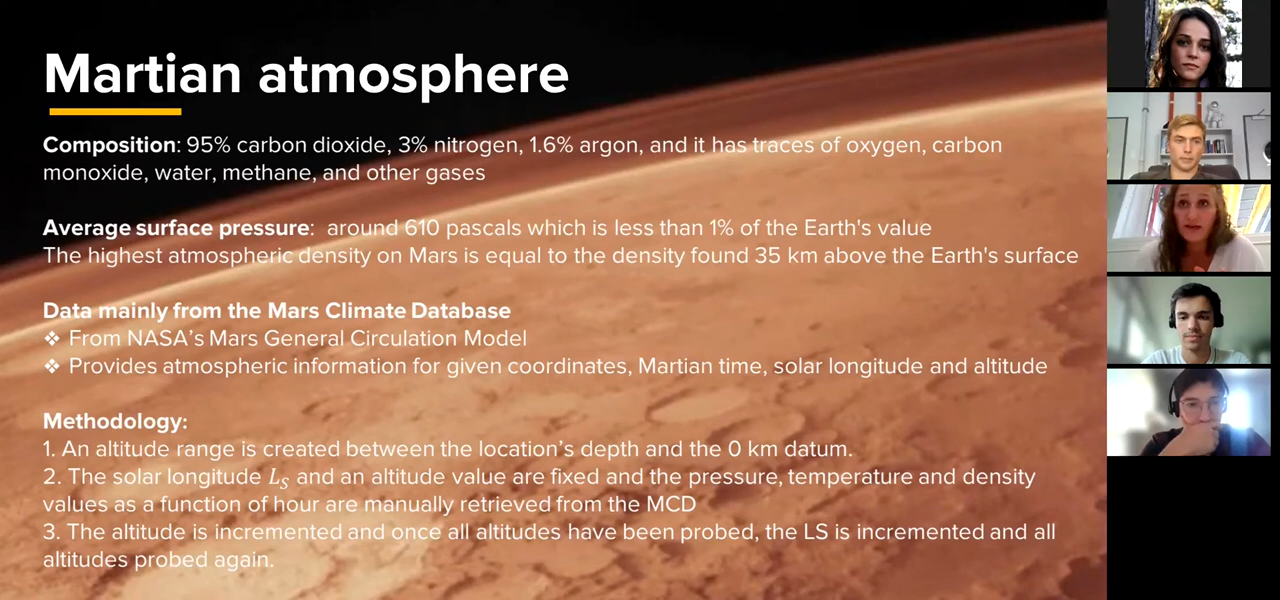 Martian atmosphere
Composition: 95% carbon dioxide, 3% nitrogen, 1.6% argon, and it has traces of oxygen, carbon
monoxide, water, methane, and other gases
Average surface pressure:  around 610 pascals which is less than 1% of the Earth's value
The highest atmospheric density on Mars is equal to the density found 35 km above the Earth's surface
Data mainly from the Mars Climate Database
❖ From NASA’s Mars General Circulation Model
❖ Provides atmospheric information for given coordinates, Martian time, solar longitude and altitude
Methodology:
1. An altitude range is created between the location’s depth and the 0 km datum.
2. The solar longitude L_S and an altitude value are fixed and the pressure, temperature and density
values as a function of hour are manually retrieved from the MCD
3. The altitude is incremented and once all altitudes have been probed, the LS is incremented and all
altitudes probed again.